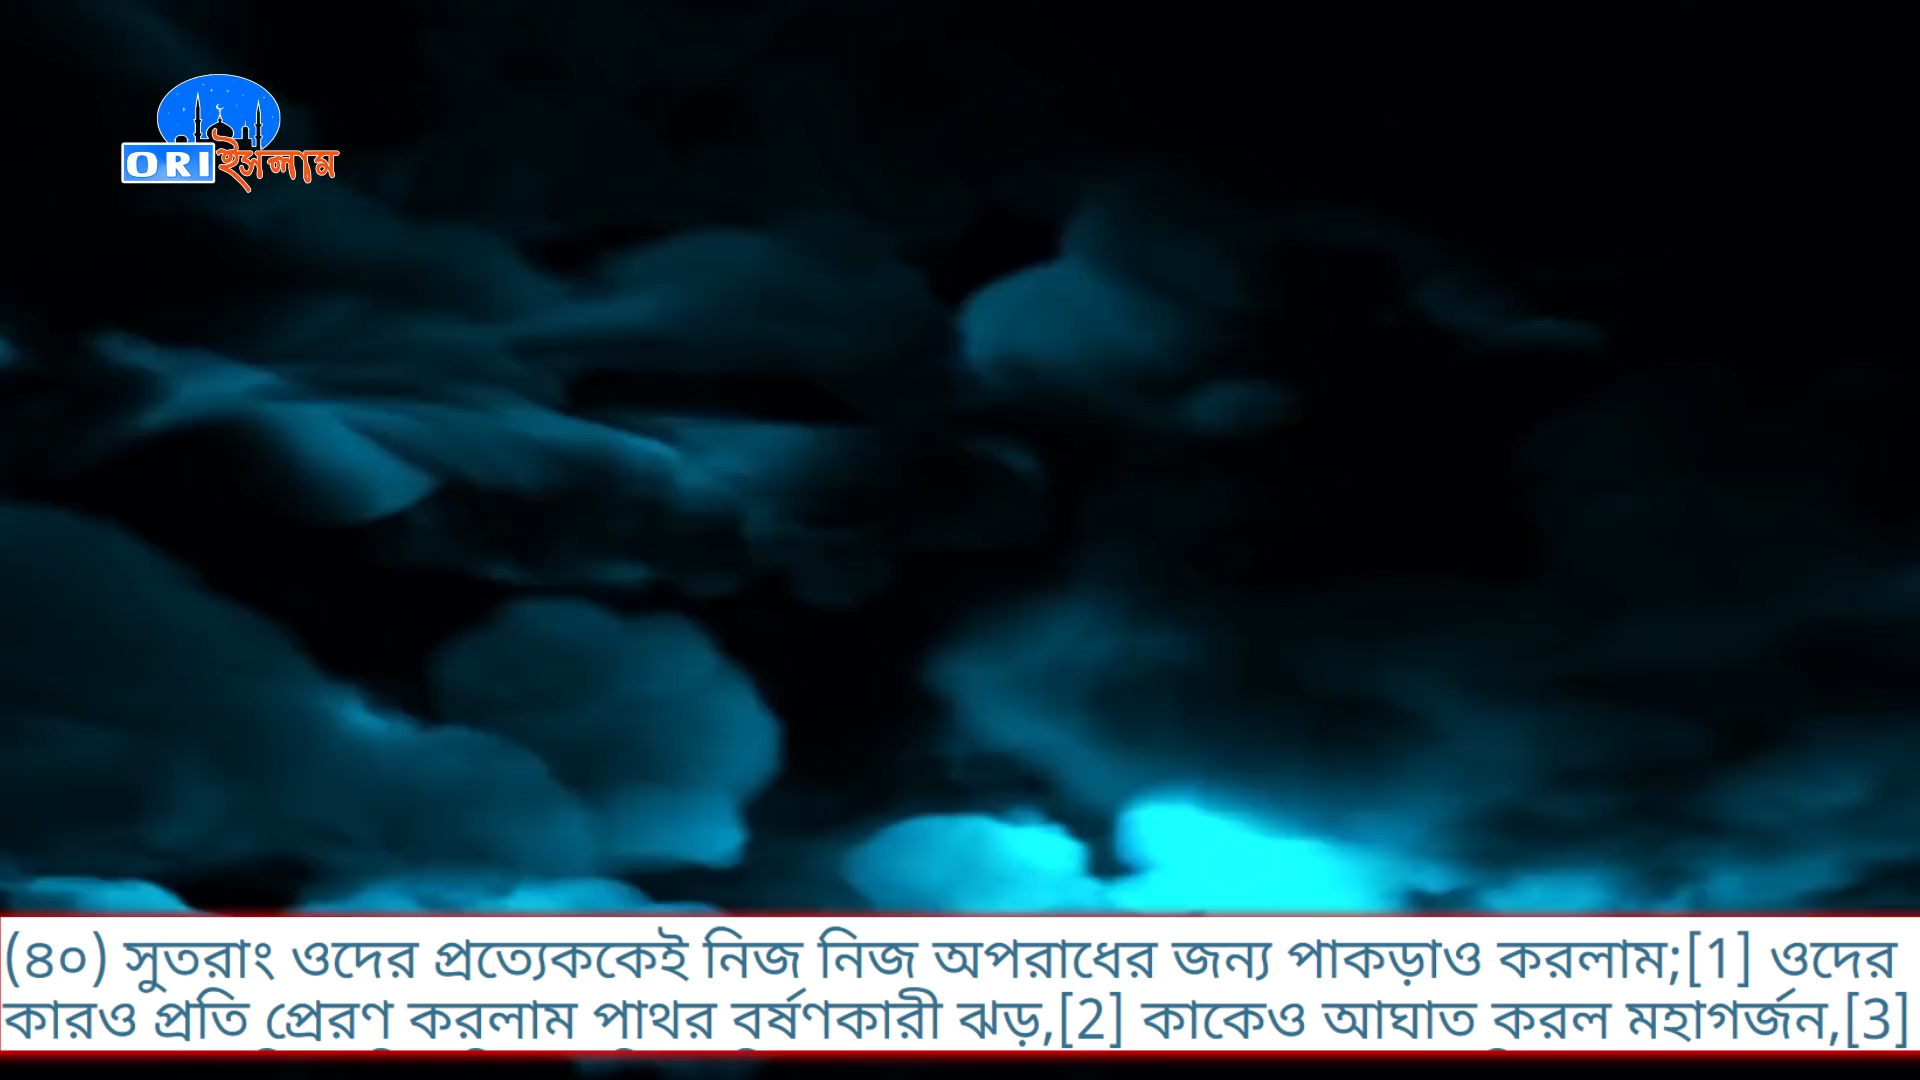 ORI ইসলাম
(৪০) সুতরাং ওদের প্রত্যেককেই নিজ নিজ অপরাধের জন্য পাকড়াও করলাম;[1] ওদের
কারও প্রতি প্রেরণ করলাম পাথর বর্ষণকারী ঝড়,[2] কাকেও আঘাত করল মহাগর্জন,[3]